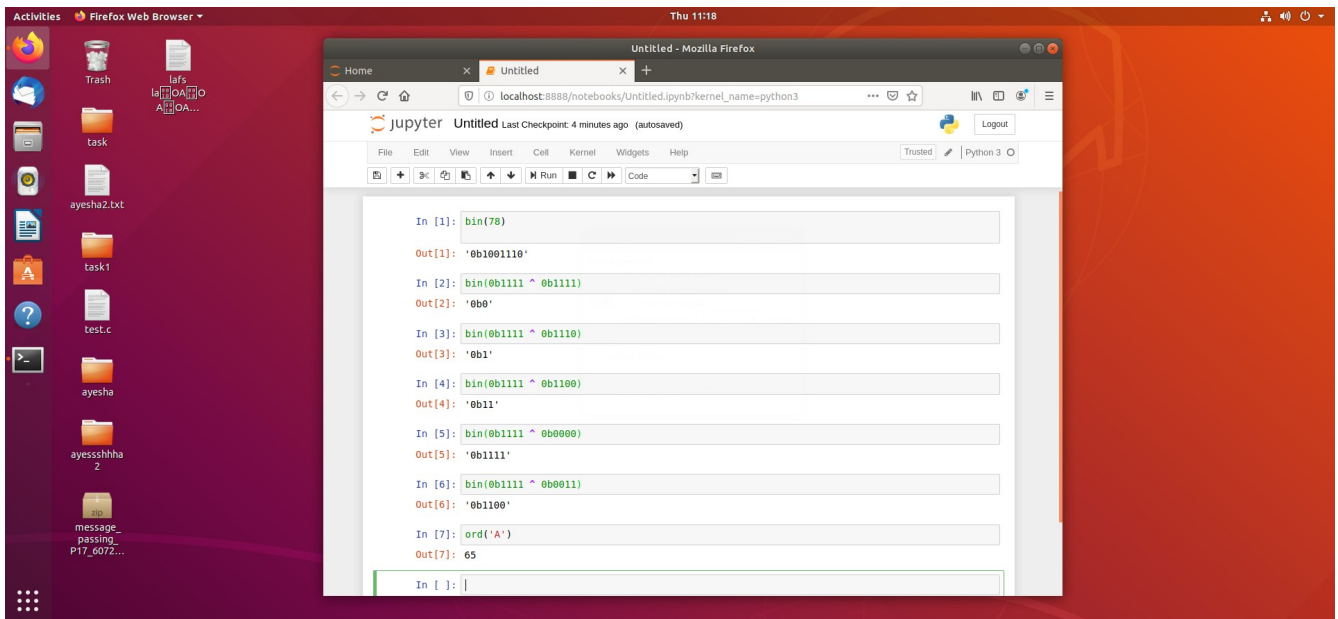 Activities Firefox Web Browser Thu 11:18
Untitled - Mozilla Firefox
Home Untitled
localhost:8888/notebooks/Untitled.ipynb?kernel_name=python3
jupyter Untitled Last Checkpoint: 4 minutes ago (autosaved) Logout
File Edit View Insert Cell Kernel Widgets Help Trusted Python 3
Run Code
In [1]: bin(78)
Out[1]: '0b1001110'
In [2]: bin(0b1111 ^ 0b1111)
Out[2]: '0b0'
In [3]: bin(0b1111 ^ 0b1110)
Out[3]: '0b1'
In [4]: bin(0b1111 ^ 0b1100)
Out[4]: '0b11'
In [5]: bin(0b1111 ^ 0b0000)
Out[5]: '0b1111'
In [6]: bin(0b1111 ^ 0b0011)
Out[6]: '0b1100'
In [7]: ord('A')
Out[7]: 65
In [ ]:
Trash
lafs
task
ayesha2.txt
task1
test.c
ayesha
ayessshhha
2
zip
message_
passing_
P17_6072...